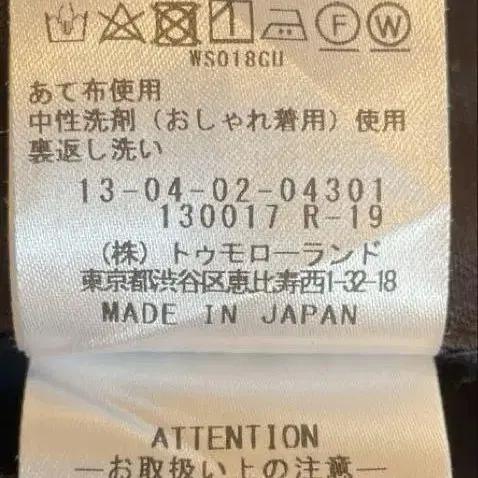 WS018CU
あて布使用
中性洗剤（おしゃれ着用）使用
裏返し洗い
13-04-02-04301
130017 R-19
（株）トゥモローランド
東京都渋谷区恵比寿西1-32-18
MADE IN JAPAN
ATTENTION
―お取扱い上の注意―